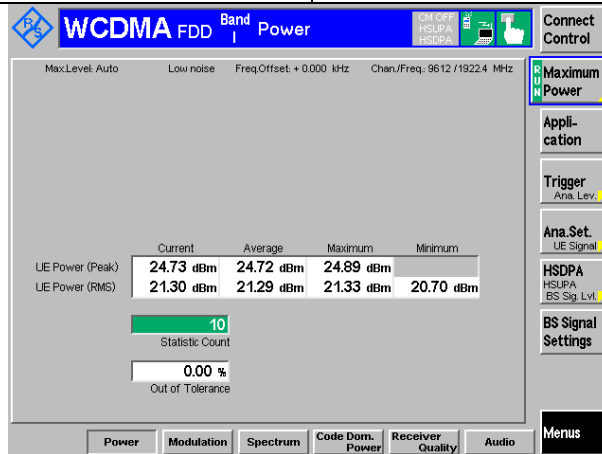 R&S
WCDMA FDD Band I Power
CM OFF
HSUPA
HSDPA
Connect Control
Max.Level: Auto Low noise Freq.Offset: + 0.000 kHz Chan./Freq.: 9612 / 1922.4 MHz
RUN
Maximum Power
Appli-
cation
Trigger
Ana. Lev.
Ana.Set.
UE Signal
Current Average Maximum Minimum
UE Power (Peak) 24.73 dBm 24.72 dBm 24.89 dBm
UE Power (RMS) 21.30 dBm 21.29 dBm 21.33 dBm 20.70 dBm
HSDPA
HSUPA
BS Sig. Lvl.
10
Statistic Count
BS Signal
Settings
0.00 %
Out of Tolerance
Power Modulation Spectrum Code Dom. Power Receiver Quality Audio
Menus